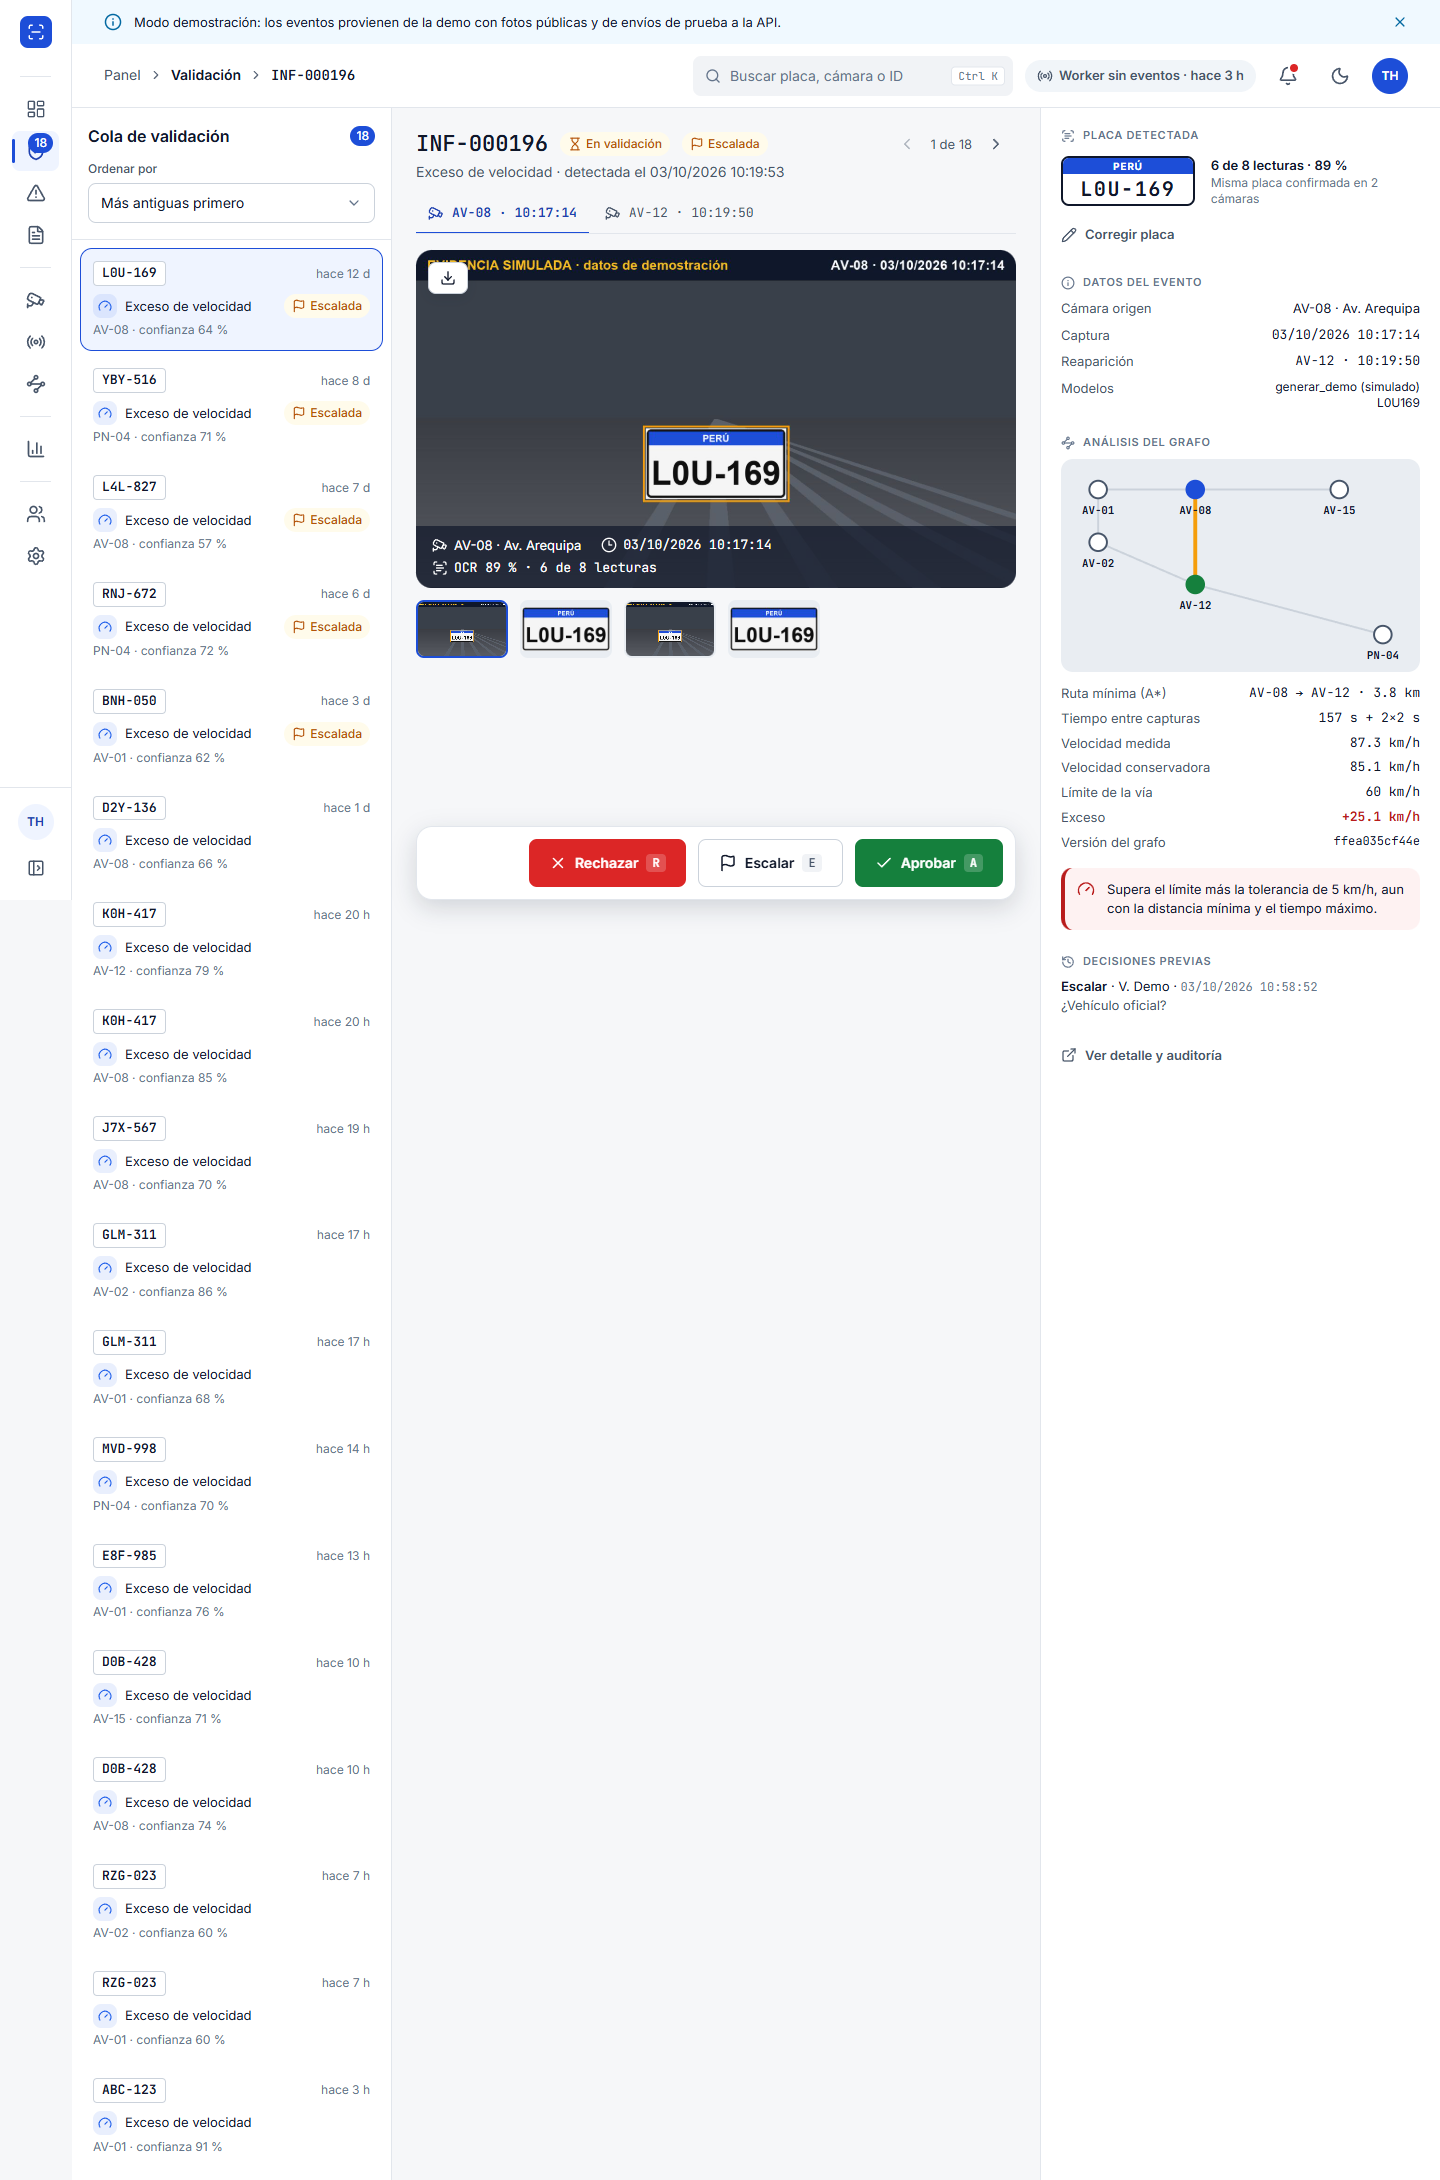 Modo demostración: los eventos provienen de la demo con fotos públicas y de envíos de prueba a la API.
Panel > Validación > INF-000196
Buscar placa, cámara o ID
Ctrl K
Worker sin eventos · hace 3 h
TH
18
TH
Cola de validación
18
Ordenar por
Más antiguas primero
L0U-169
hace 12 d
Exceso de velocidad
Escalada
AV-08 · confianza 64 %
YBY-516
hace 8 d
Exceso de velocidad
Escalada
PN-04 · confianza 71 %
L4L-827
hace 7 d
Exceso de velocidad
Escalada
AV-08 · confianza 57 %
RNJ-672
hace 6 d
Exceso de velocidad
Escalada
PN-04 · confianza 72 %
BNH-050
hace 3 d
Exceso de velocidad
Escalada
AV-01 · confianza 62 %
D2Y-136
hace 1 d
Exceso de velocidad
AV-08 · confianza 66 %
K0H-417
hace 20 h
Exceso de velocidad
AV-12 · confianza 79 %
K0H-417
hace 20 h
Exceso de velocidad
AV-08 · confianza 85 %
J7X-567
hace 19 h
Exceso de velocidad
AV-08 · confianza 70 %
GLM-311
hace 17 h
Exceso de velocidad
AV-02 · confianza 86 %
GLM-311
hace 17 h
Exceso de velocidad
AV-01 · confianza 68 %
MVD-998
hace 14 h
Exceso de velocidad
PN-04 · confianza 70 %
E8F-985
hace 13 h
Exceso de velocidad
AV-01 · confianza 76 %
D0B-428
hace 10 h
Exceso de velocidad
AV-15 · confianza 71 %
D0B-428
hace 10 h
Exceso de velocidad
AV-08 · confianza 74 %
RZG-023
hace 7 h
Exceso de velocidad
AV-02 · confianza 60 %
RZG-023
hace 7 h
Exceso de velocidad
AV-01 · confianza 60 %
ABC-123
hace 3 h
Exceso de velocidad
AV-01 · confianza 91 %
INF-000196
En validación
Escalada
1 de 18
Exceso de velocidad · detectada el 03/10/2026 10:19:53
AV-08 · 10:17:14
AV-12 · 10:19:50
SIMULADA · datos de demostración
AV-08 · 03/10/2026 10:17:14
PERÚ
L0U-169
AV-08 · Av. Arequipa
03/10/2026 10:17:14
OCR 89 % · 6 de 8 lecturas
PERÚ
L0U-169
PERÚ
L0U-169
Rechazar R
Escalar E
Aprobar A
PLACA DETECTADA
PERÚ
L0U-169
6 de 8 lecturas · 89 %
Misma placa confirmada en 2
cámaras
Corregir placa
DATOS DEL EVENTO
Cámara origen
AV-08 · Av. Arequipa
Captura
03/10/2026 10:17:14
Reaparición
AV-12 · 10:19:50
Modelos
generar_demo (simulado)
L0U169
ANÁLISIS DEL GRAFO
AV-01
AV-08
AV-15
AV-02
AV-12
PN-04
Ruta mínima (A*)
AV-08 → AV-12 · 3.8 km
Tiempo entre capturas
157 s + 2×2 s
Velocidad medida
87.3 km/h
Velocidad conservadora
85.1 km/h
Límite de la vía
60 km/h
Exceso
+25.1 km/h
Versión del grafo
ffea035cf44e
Supera el límite más la tolerancia de 5 km/h, aun
con la distancia mínima y el tiempo máximo.
DECISIONES PREVIAS
Escalar · V. Demo · 03/10/2026 10:58:52
¿Vehículo oficial?
Ver detalle y auditoría